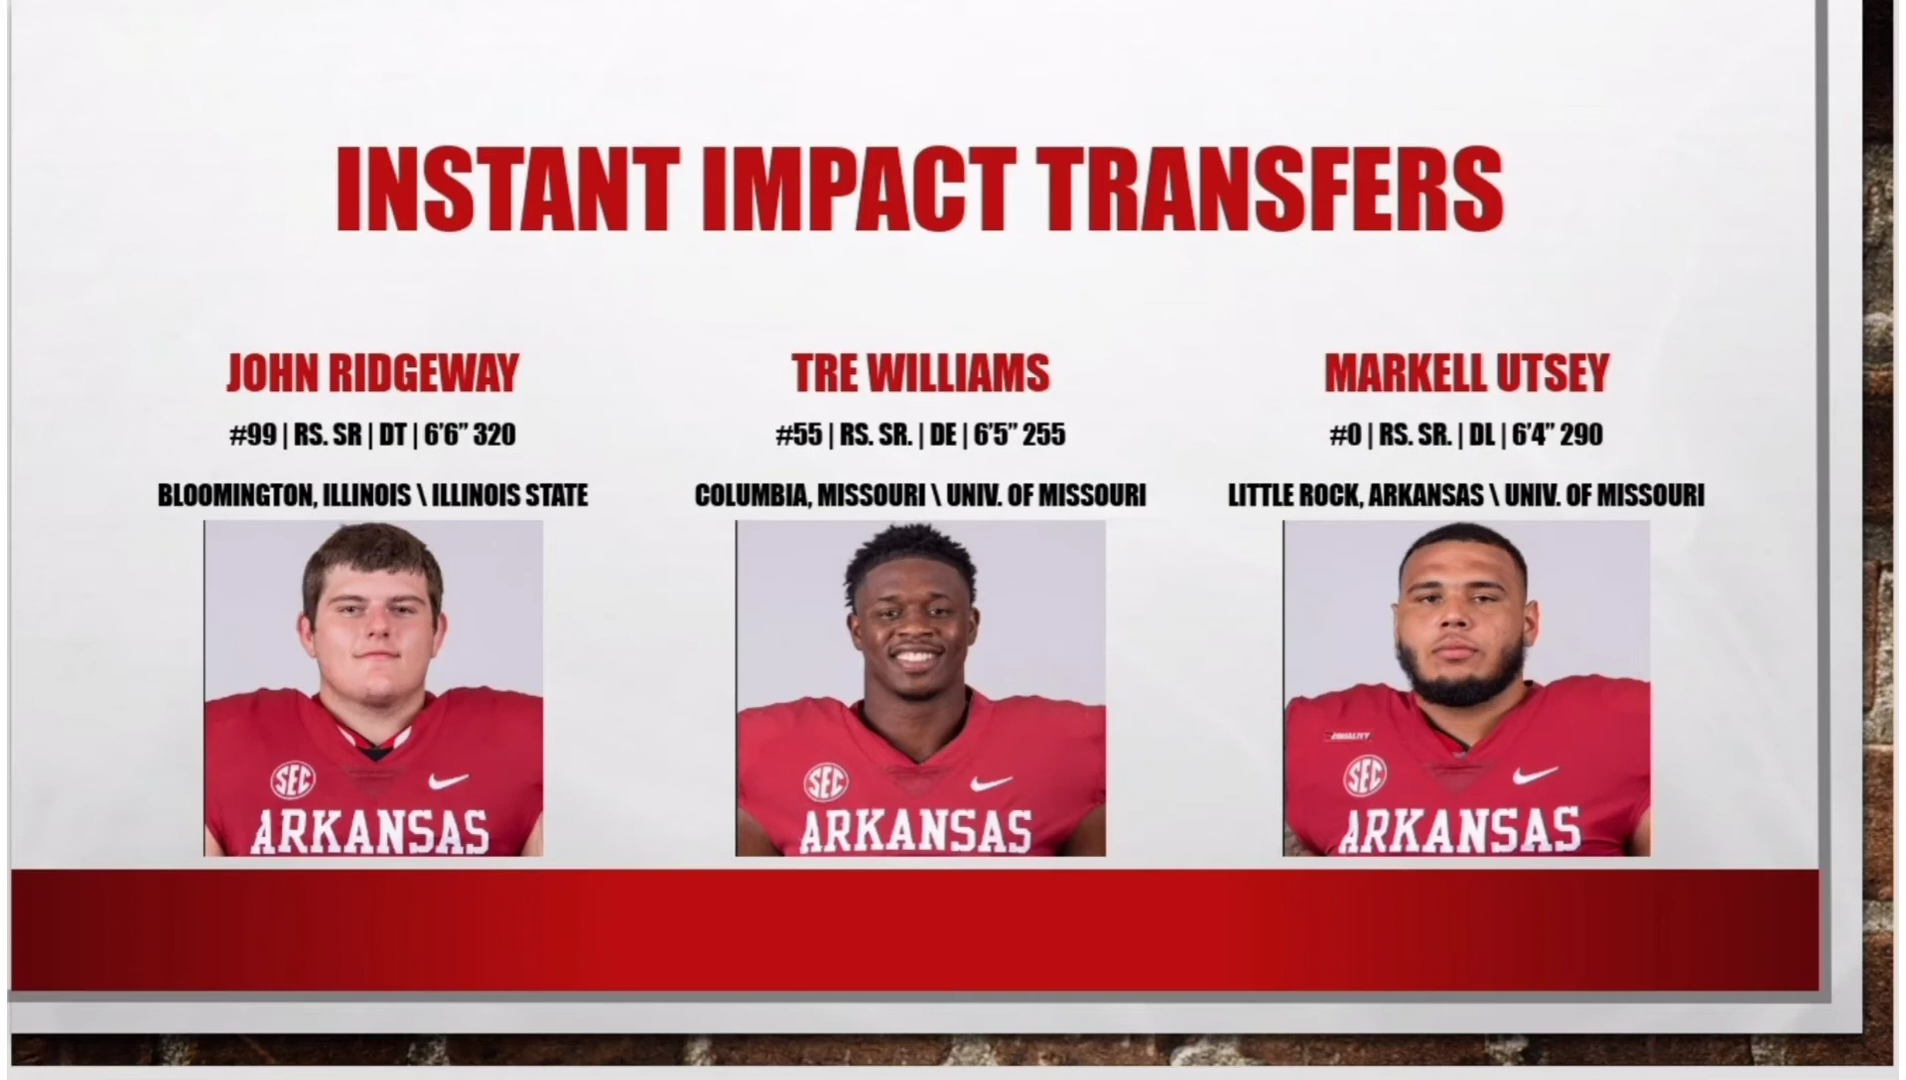 INSTANT IMPACT TRANSFERS
JOHN RIDGEWAY
#99 | RS. SR | DT | 6'6” 320
BLOOMINGTON, ILLINOIS \ ILLINOIS STATE
SEC
ARKANSAS
TRE WILLIAMS
#55 | RS. SR. | DE | 6'5” 255
COLUMBIA, MISSOURI \ UNIV. OF MISSOURI
SEC
ARKANSAS
MARKELL UTSEY
#0 | RS. SR. | DL | 6'4” 290
LITTLE ROCK, ARKANSAS \ UNIV. OF MISSOURI
EQUALITY
SEC
ARKANSAS